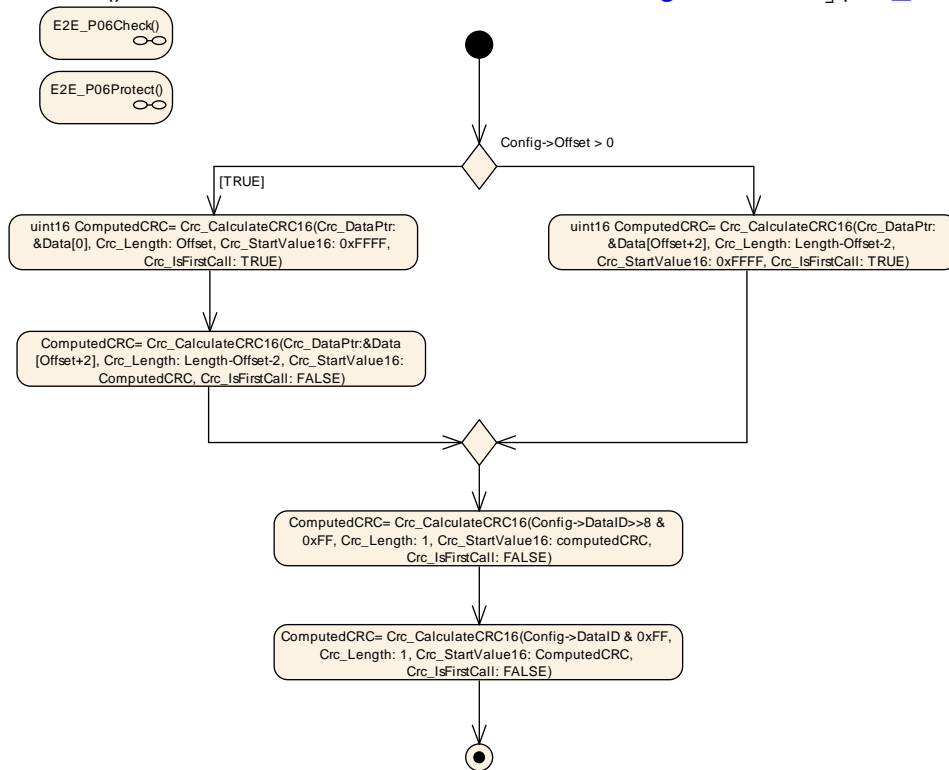 E2E_P06Check()
E2E_P06Protect()
Config->Offset > 0
[TRUE]
uint16 ComputedCRC= Crc_CalculateCRC16(Crc_DataPtr:
&Data[0], Crc_Length: Offset, Crc_StartValue16: 0xFFFF,
Crc_IsFirstCall: TRUE)
uint16 ComputedCRC= Crc_CalculateCRC16(Crc_DataPtr:
&Data[Offset+2], Crc_Length: Length-Offset-2,
Crc_StartValue16: 0xFFFF, Crc_IsFirstCall: TRUE)
ComputedCRC= Crc_CalculateCRC16(Crc_DataPtr:&Data
[Offset+2], Crc_Length: Length-Offset-2, Crc_StartValue16:
ComputedCRC, Crc_IsFirstCall: FALSE)
ComputedCRC= Crc_CalculateCRC16(Config->DataID>>8 &
0xFF, Crc_Length: 1, Crc_StartValue16: computedCRC,
Crc_IsFirstCall: FALSE)
ComputedCRC= Crc_CalculateCRC16(Config->DataID & 0xFF,
Crc_Length: 1, Crc_StartValue16: ComputedCRC,
Crc_IsFirstCall: FALSE)